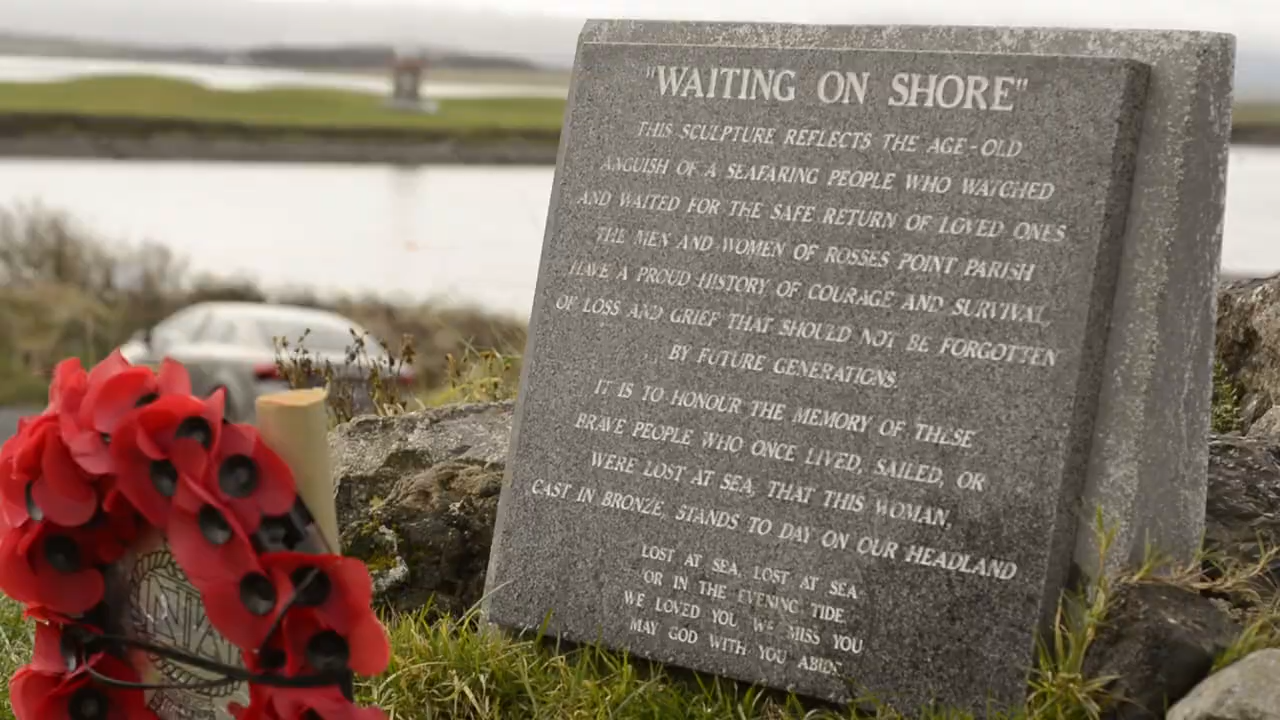 "WAITING ON SHORE"
THIS SCULPTURE REFLECTS THE AGE-OLD
ANGUISH OF A SEAFARING PEOPLE WHO WATCHED
AND WAITED FOR THE SAFE RETURN OF LOVED ONES
THE MEN AND WOMEN OF ROSSES POINT PARISH
HAVE A PROUD HISTORY OF COURAGE AND SURVIVAL,
OF LOSS AND GRIEF THAT SHOULD NOT BE FORGOTTEN
BY FUTURE GENERATIONS.
IT IS TO HONOUR THE MEMORY OF THESE
BRAVE PEOPLE WHO ONCE LIVED, SAILED, OR
WERE LOST AT SEA, THAT THIS WOMAN,
CAST IN BRONZE, STANDS TO DAY ON OUR HEADLAND
LOST AT SEA, LOST AT SEA
OR IN THE EVENING TIDE
WE LOVED YOU, WE MISS YOU
MAY GOD WITH YOU ABIDE